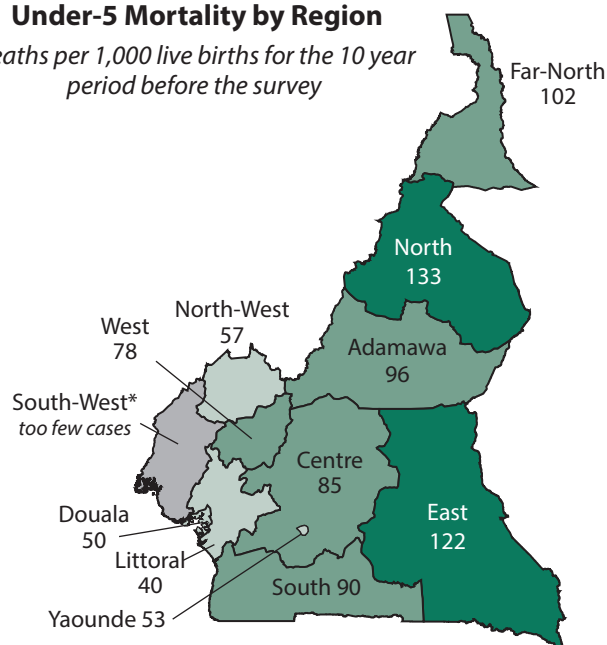 Under-5 Mortality by Region
eaths per 1,000 live births for the 10 year
period before the survey
Far-North
102
North
133
North-West
57
West
78
Adamawa
96
South-West*
too few cases
Centre
85
East
122
Douala
50
Littoral
40
South 90
Yaounde 53